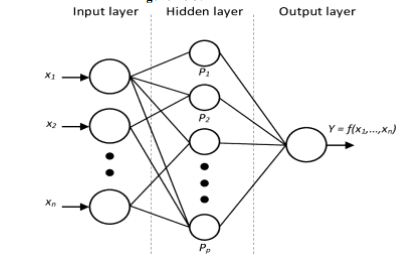 Input layer Hidden layer Output layer
x₁
P₁
x₂
P₂
Y = f(x₁,...,xₙ)
xₙ
Pₚ